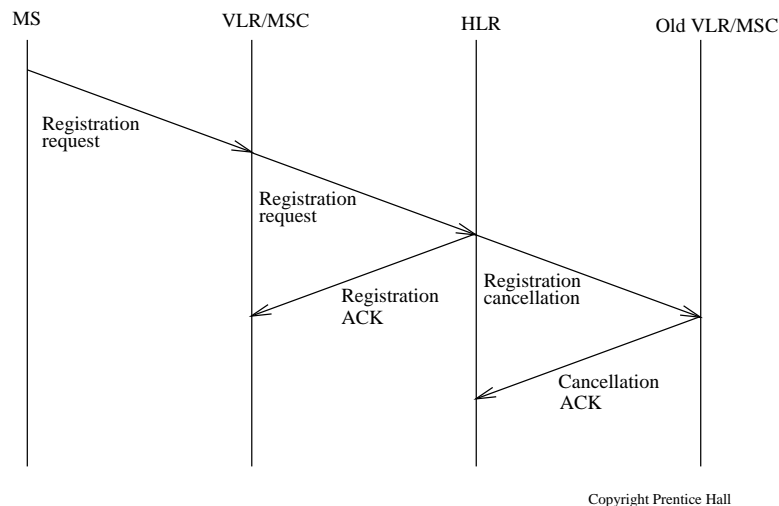 MS
VLR/MSC
HLR
Old VLR/MSC
Registration
request
Registration
request
Registration
ACK
Registration
cancellation
Cancellation
ACK
Copyright Prentice Hall